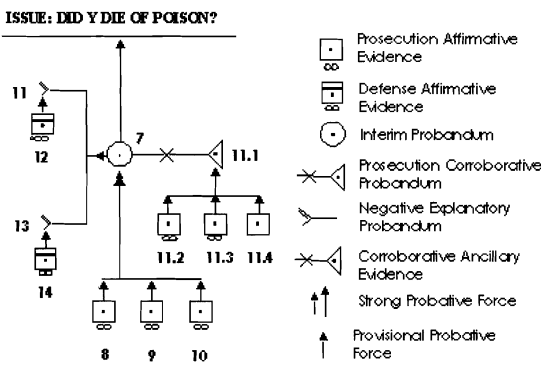 ISSUE: DID Y DIE OF POISON?
11
12
7
11.1
13
14
11.2
11.3
11.4
8
9
10
Prosecution Affirmative
Evidence
Defense Affirmative
Evidence
Interim Probandum
Prosecution Corroborative
Probandum
Negative Explanatory
Probandum
Corroborative Ancillary
Evidence
Strong Probative Force
Provisional Probative
Force